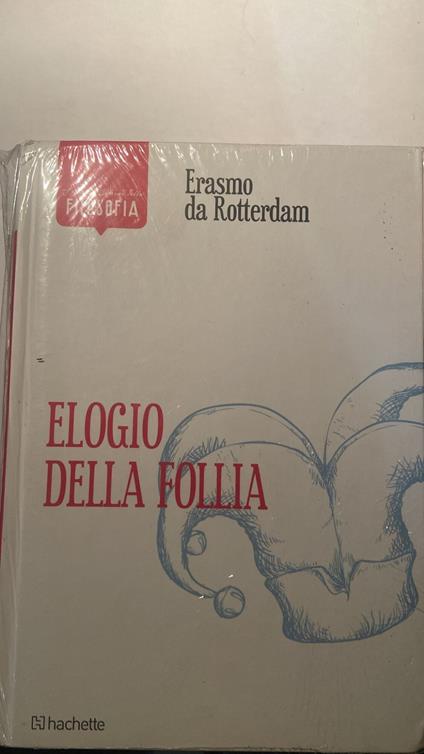 FILOSOFIA
Erasmo
da Rotterdam
ELOGIO
DELLA FOLLIA
hachette